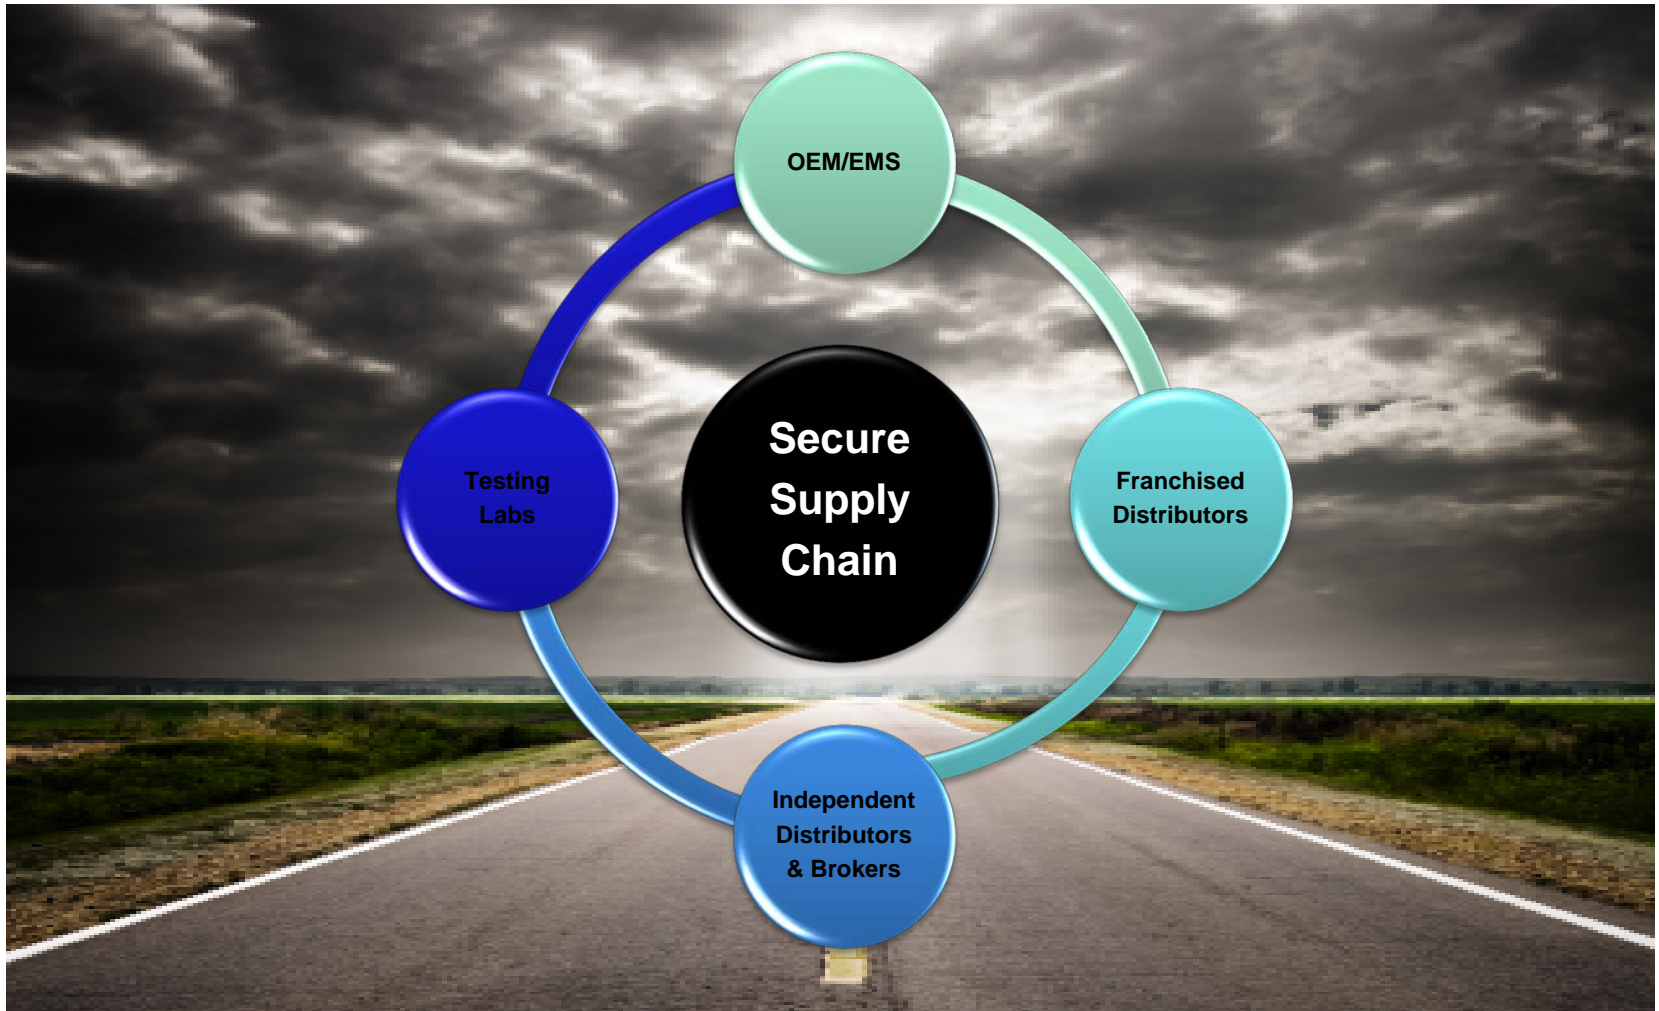 OEM/EMS
Secure
Supply
Chain
Testing
Labs
Franchised
Distributors
Independent
Distributors
& Brokers